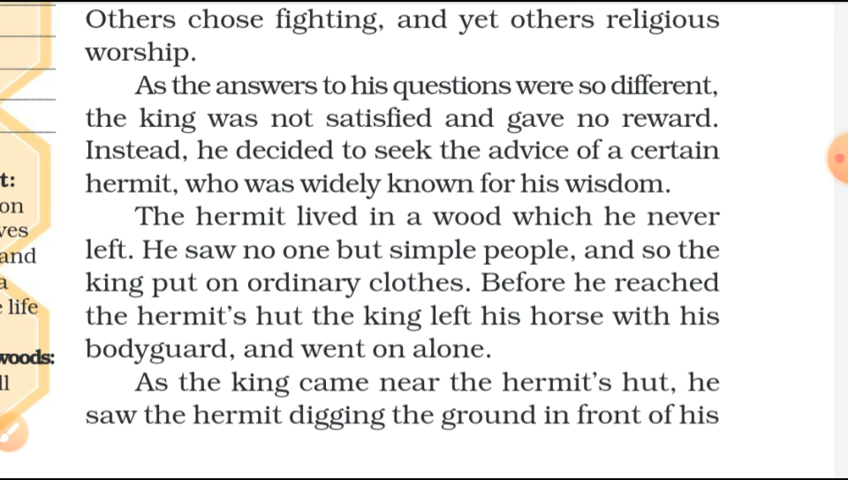 Others chose fighting, and yet others religious
worship.
As the answers to his questions were so different,
the king was not satisfied and gave no reward.
Instead, he decided to seek the advice of a certain
hermit, who was widely known for his wisdom.
The hermit lived in a wood which he never
left. He saw no one but simple people, and so the
king put on ordinary clothes. Before he reached
the hermit's hut the king left his horse with his
bodyguard, and went on alone.
As the king came near the hermit's hut, he
saw the hermit digging the ground in front of his
t:
on
ves
and
a
life
woods:
ll